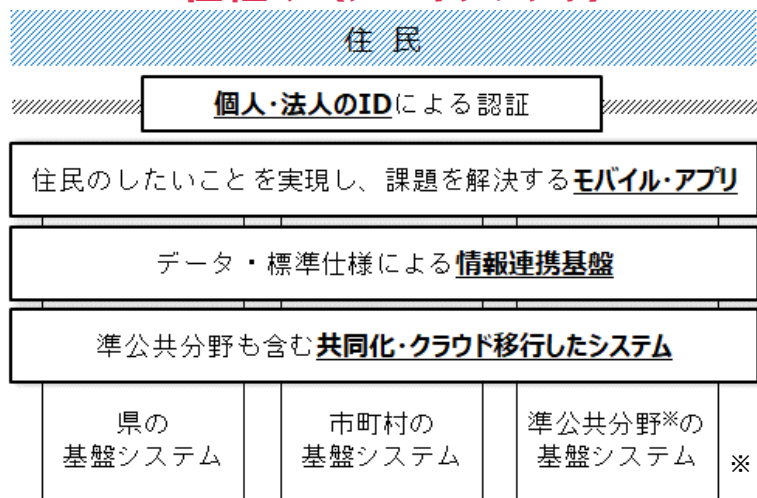 住民
個人・法人のIDによる認証
住民のしたいことを実現し、課題を解決するモバイル・アプリ
データ・標準仕様による情報連携基盤
準公共分野も含む共同化・クラウド移行したシステム
県の
基盤システム
市町村の
基盤システム
準公共分野※の
基盤システム
※